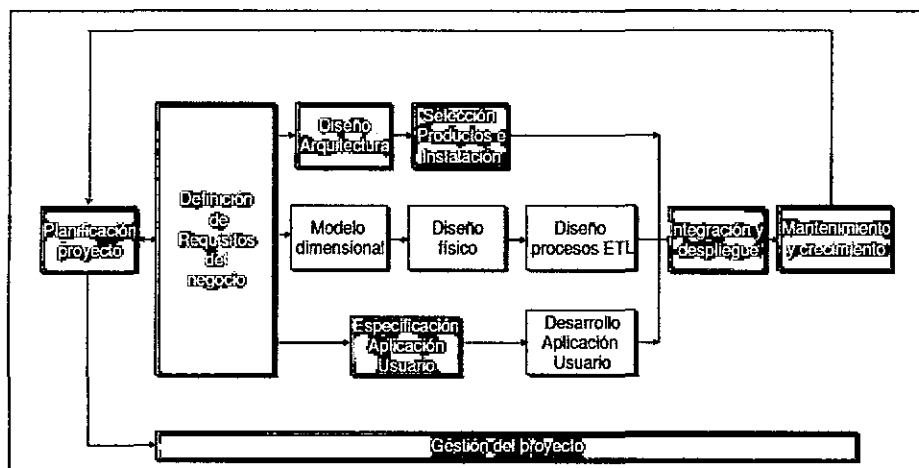 Diseño
Arquitectura
Selección
Productos e
Instalación
Planificación
proyecto
Definición
de
Requisitos
del
negocio
Modelo
dimensional
Diseño
físico
Diseño
procesos ETL
Integración y
despliegue
Mantenimiento
y crecimiento
Especificación
Aplicación
Usuario
Desarrollo
Aplicación
Usuario
Gestión del proyecto